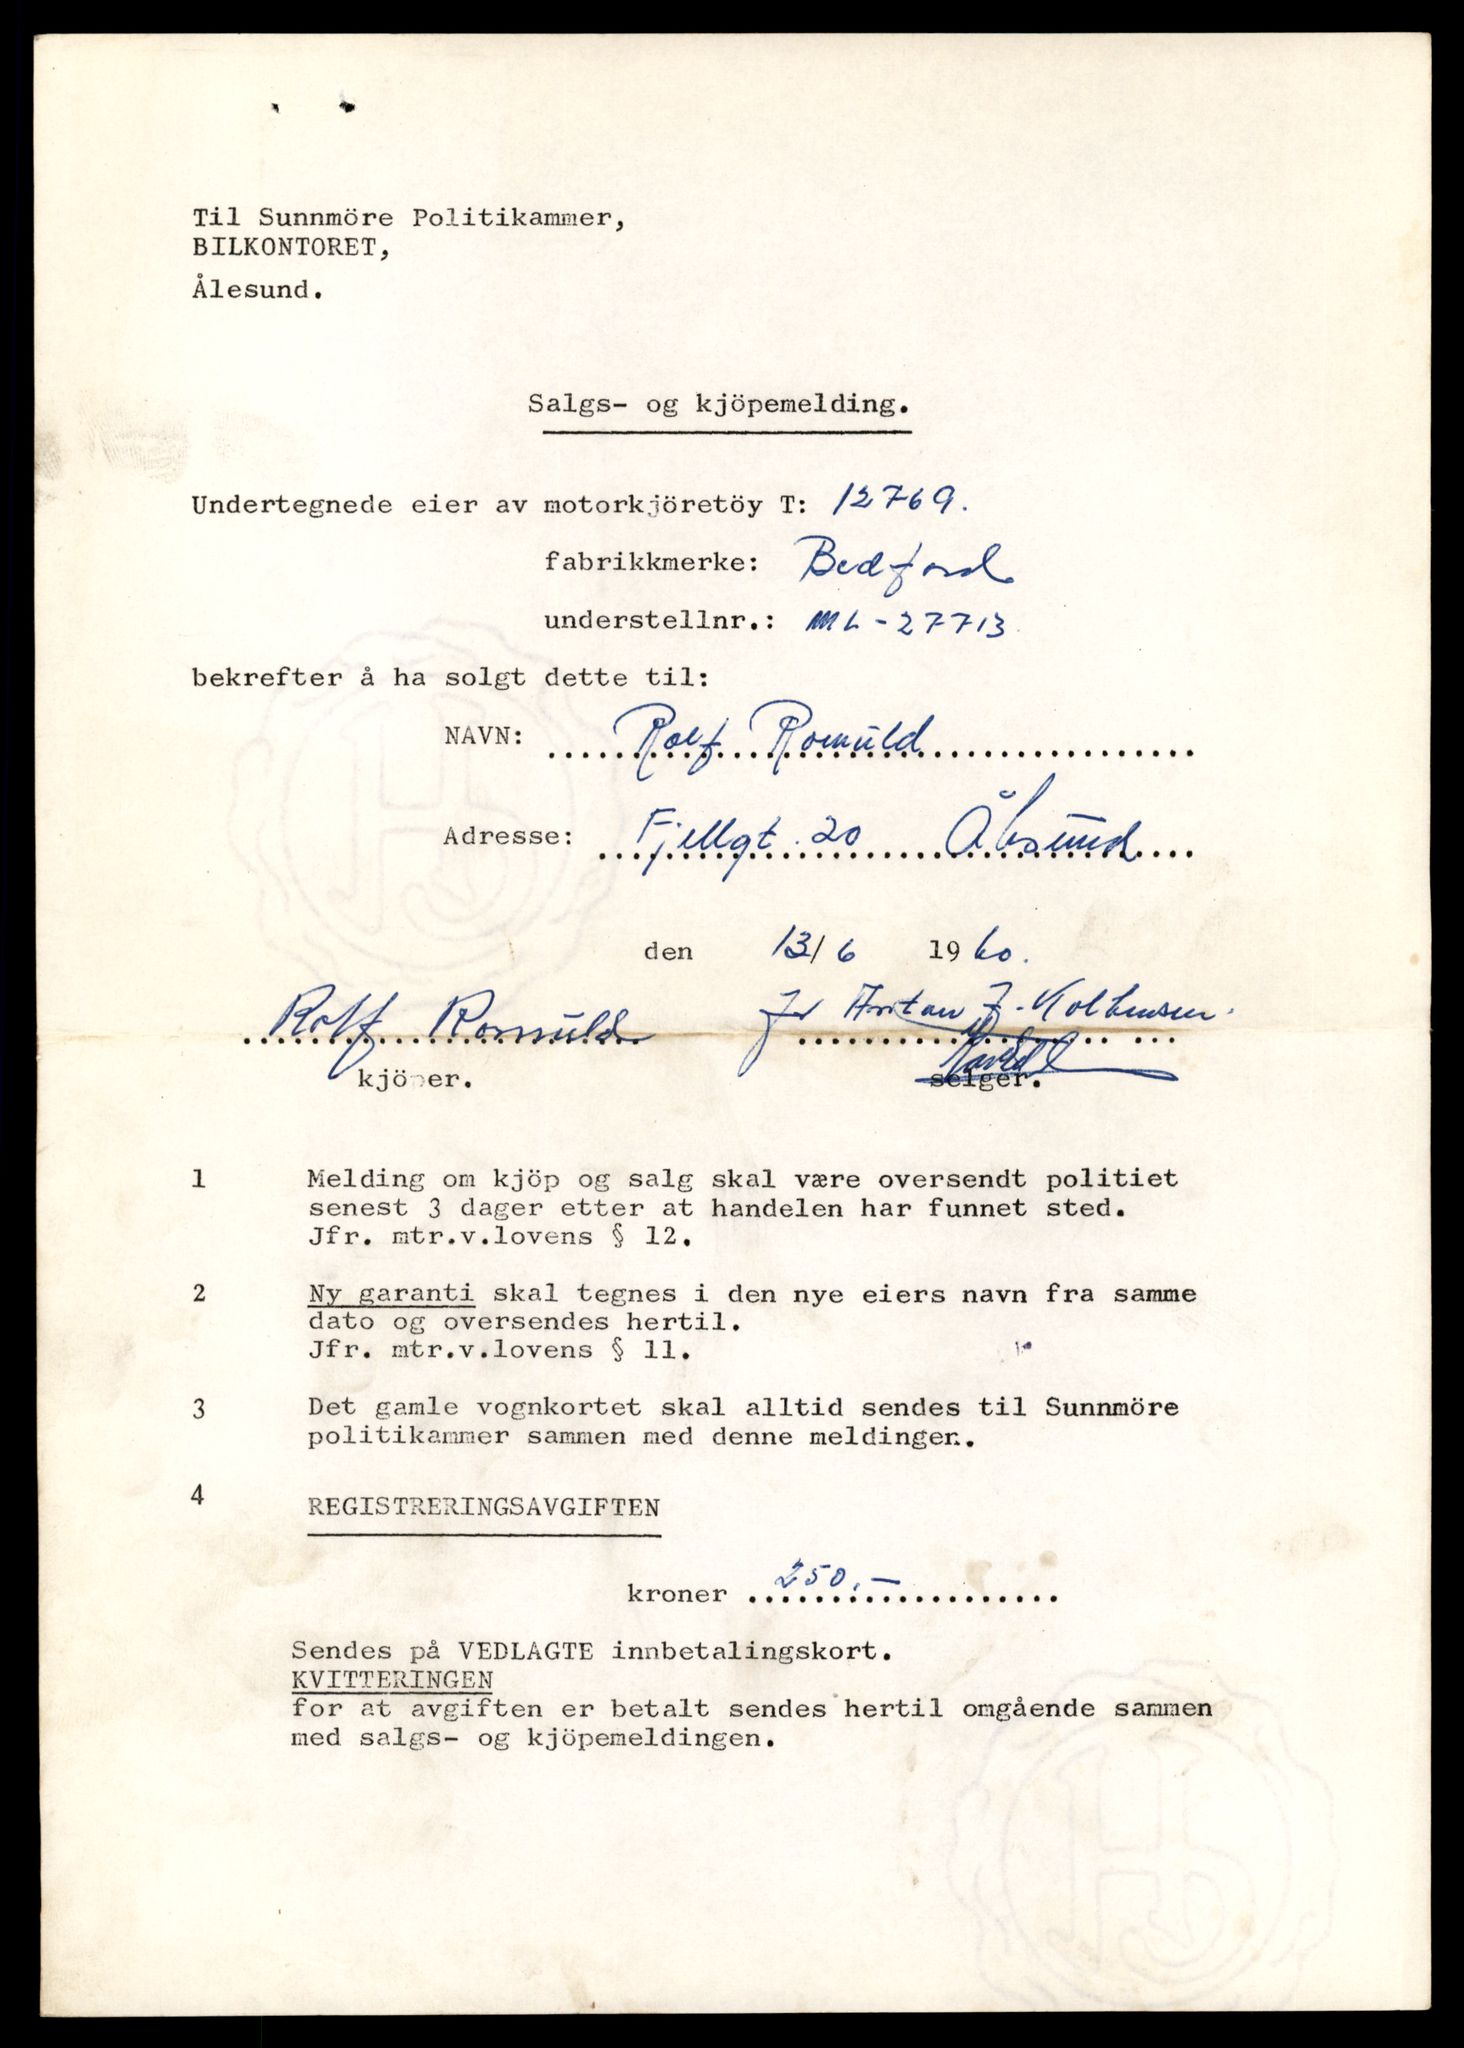 Til Sunnmöre Politikammer,
BILKONTORET,
Ålesund.
Salgs- og kjöpemelding.
Undertegnede eier av motorkjöretöy T: 12769.
fabrikkmerke: Bedford
understellnr.: ML-27713
bekrefter å ha solgt dette til:
NAVN: Rolf Romuld
Adresse: Fjellgt. 20 Ålesund
den 13/6 1960.
Rolf Romuld Anton J.
kjöper. selger.
1 Melding om kjöp og salg skal være oversendt politiet
senest 3 dager etter at handelen har funnet sted.
Jfr. mtr.v.lovens § 12.
2 Ny garanti skal tegnes i den nye eiers navn fra samme
dato og oversendes hertil.
Jfr. mtr.v.lovens § 11.
3 Det gamle vognkortet skal alltid sendes til Sunnmöre
politikammer sammen med denne meldingen.
4 REGISTRERINGSAVGIFTEN
kroner 250.-
Sendes på VEDLAGTE innbetalingskort.
KVITTERINGEN
for at avgiften er betalt sendes hertil omgående sammen
med salgs- og kjöpemeldingen.